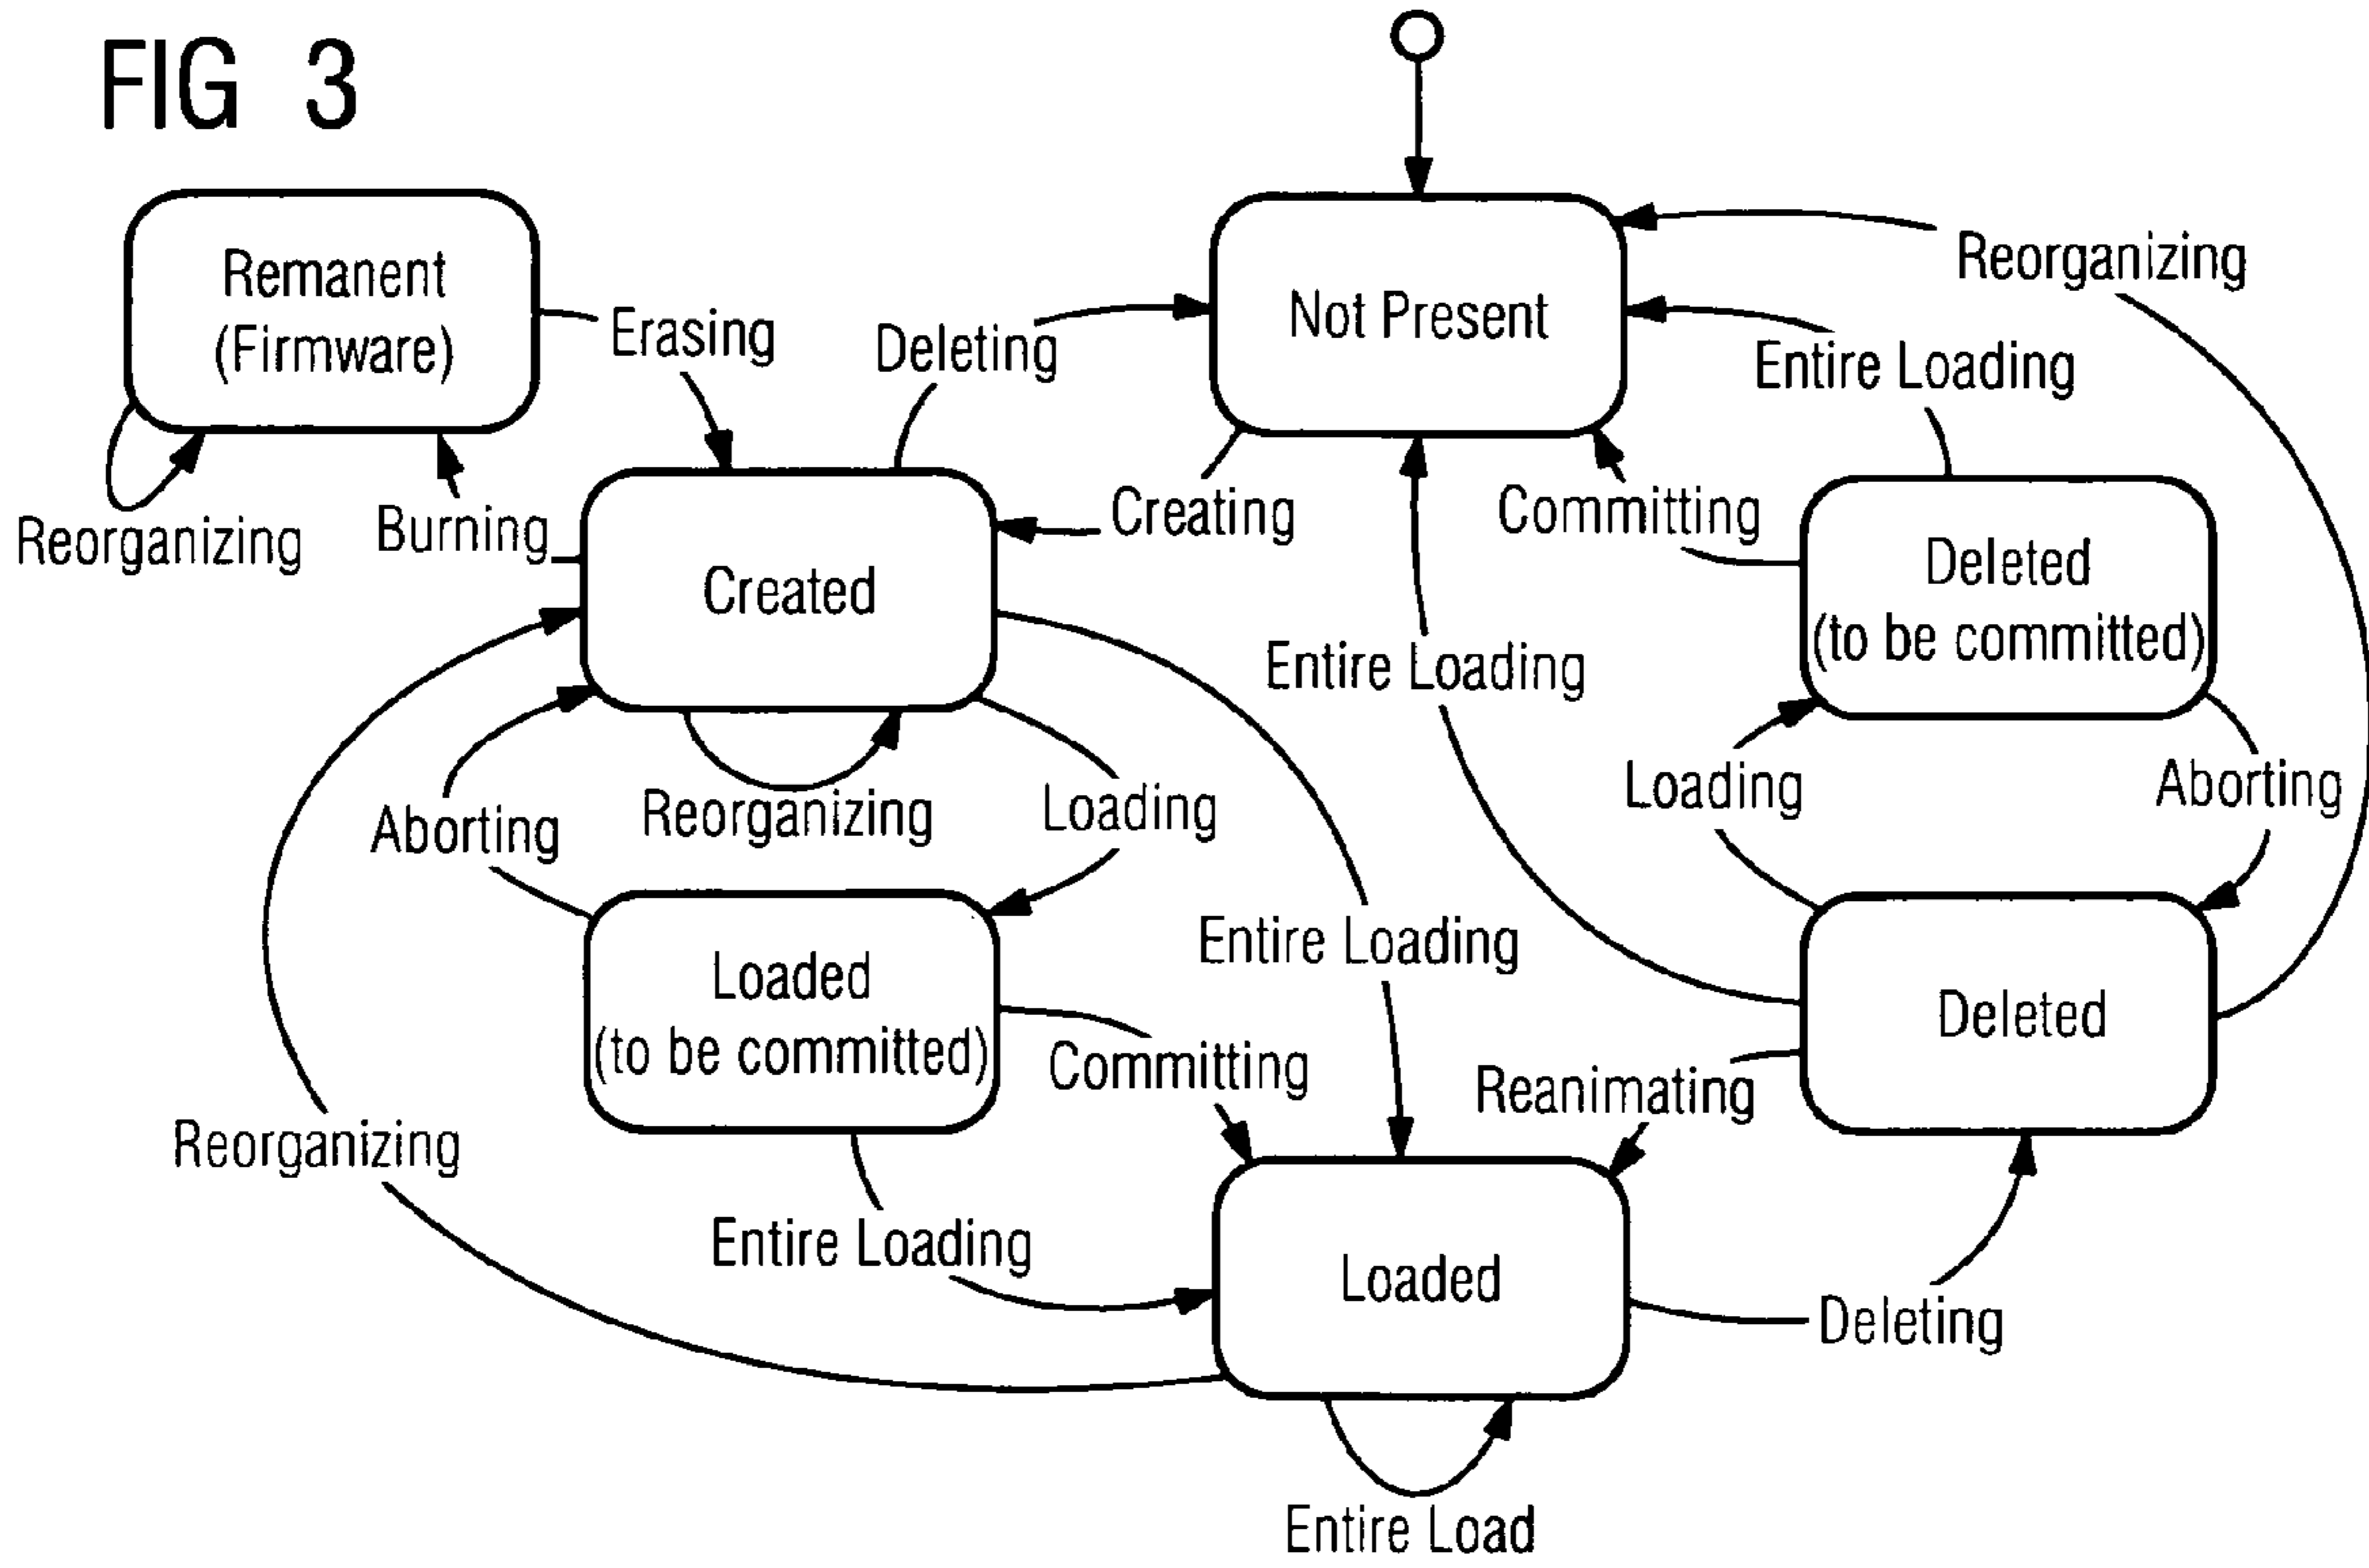 FIG 3
Remanent
(Firmware)
Erasing
Deleting
Not Present
Reorganizing
Entire Loading
Reorganizing
Burning
Creating
Committing
Created
Deleted
(to be committed)
Entire Loading
Aborting
Reorganizing
Loading
Loading
Aborting
Loaded
(to be committed)
Entire Loading
Deleted
Committing
Reanimating
Reorganizing
Entire Loading
Loaded
Deleting
Entire Load